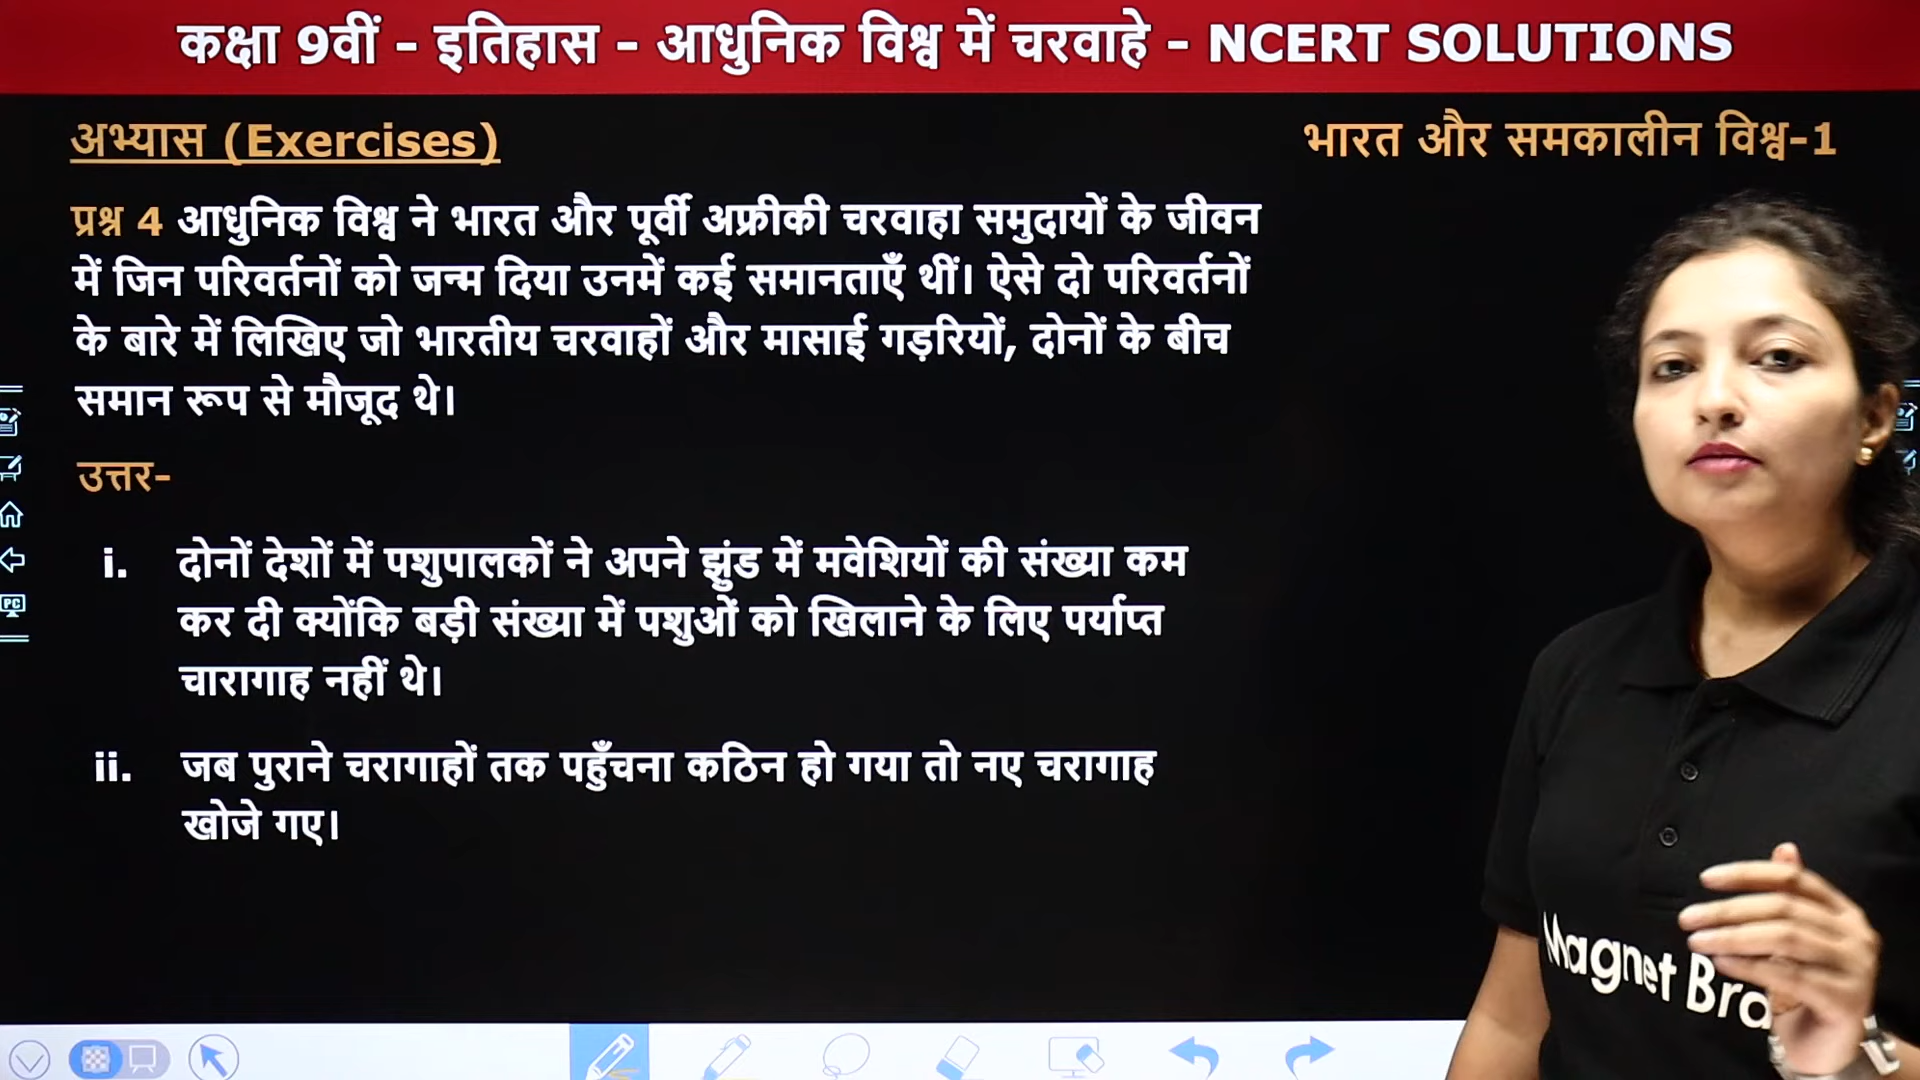 कक्षा 9वीं - इतिहास - आधुनिक विश्व में चरवाहे - NCERT SOLUTIONS
अभ्यास (Exercises)
भारत और समकालीन विश्व-1
प्रश्न 4 आधुनिक विश्व ने भारत और पूर्वी अफ्रीकी चरवाहा समुदायों के जीवन
में जिन परिवर्तनों को जन्म दिया उनमें कई समानताएँ थीं। ऐसे दो परिवर्तनों
के बारे में लिखिए जो भारतीय चरवाहों और मासाई गड़रियों, दोनों के बीच
समान रूप से मौजूद थे।
उत्तर-
i. दोनों देशों में पशुपालकों ने अपने झुंड में मवेशियों की संख्या कम
कर दी क्योंकि बड़ी संख्या में पशुओं को खिलाने के लिए पर्याप्त
चारागाह नहीं थे।
ii. जब पुराने चरागाहों तक पहुँचना कठिन हो गया तो नए चरागाह
खोजे गए।
PC
Magnet Bra